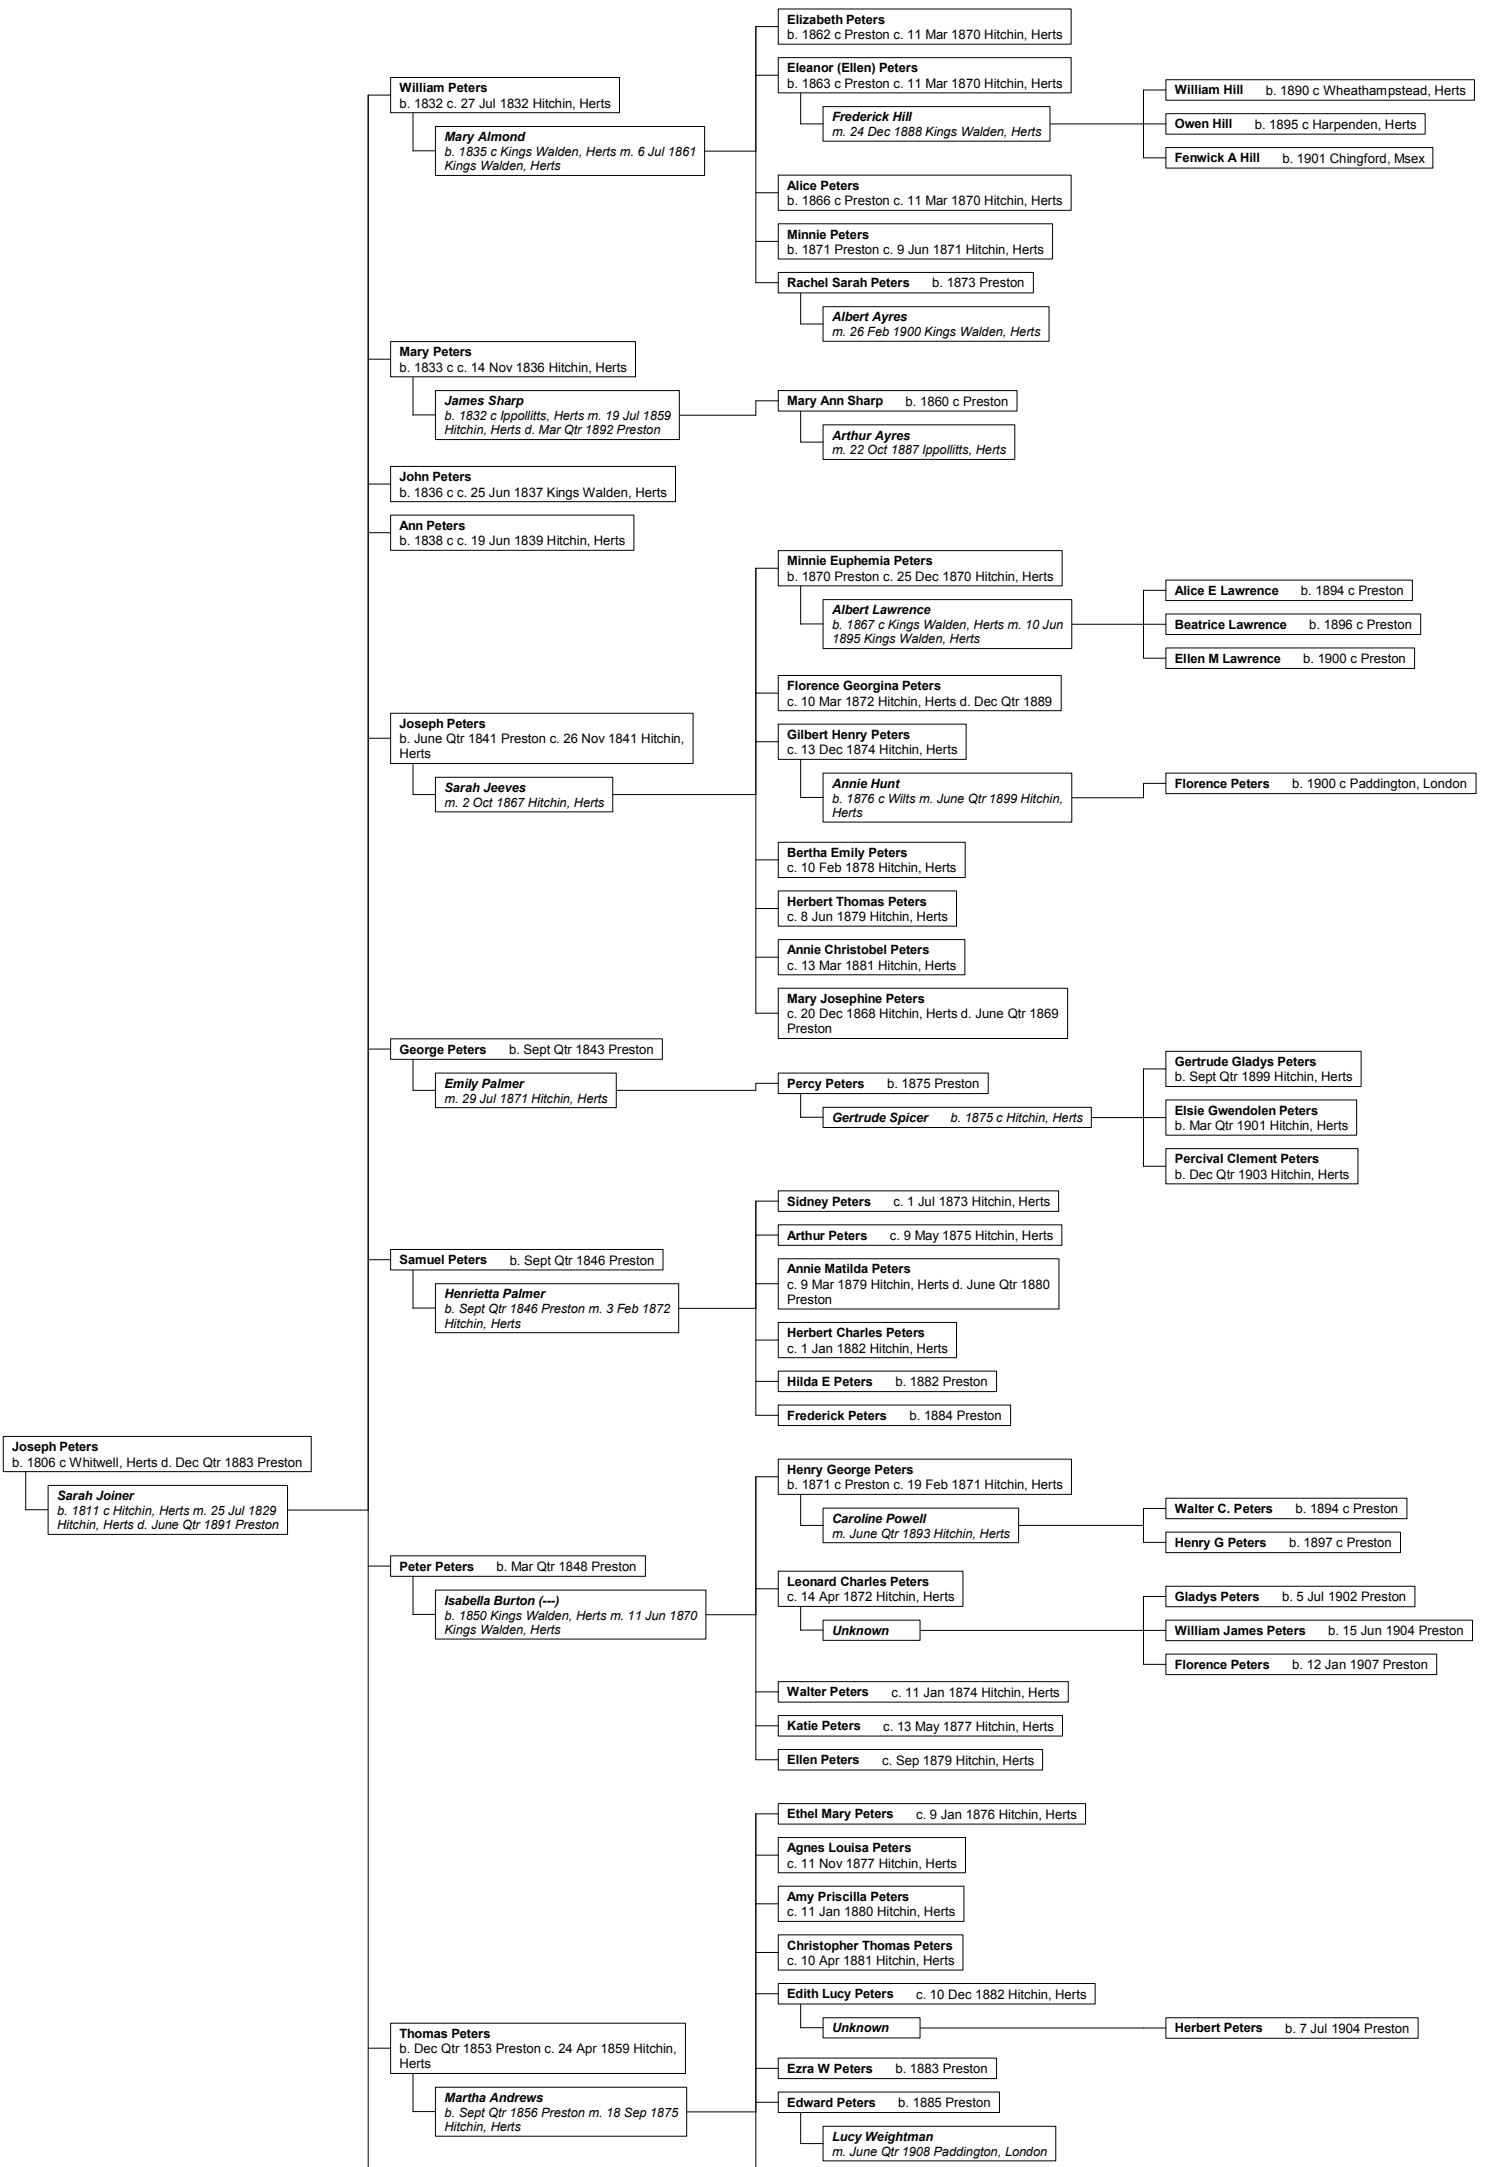 Elizabeth Peters
b. 1862 c Preston c. 11 Mar 1870 Hitchin, Herts
Eleanor (Ellen) Peters
b. 1863 c Preston c. 11 Mar 1870 Hitchin, Herts
William Peters
b. 1832 c. 27 Jul 1832 Hitchin, Herts
William Hill b. 1890 c Wheathampstead, Herts
Frederick Hill
m. 24 Dec 1888 Kings Walden, Herts
Owen Hill b. 1895 c Harpenden, Herts
Mary Almond
b. 1835 c Kings Walden, Herts m. 6 Jul 1861
Kings Walden, Herts
Fenwick A Hill b. 1901 Chingford, Msex
Alice Peters
b. 1866 c Preston c. 11 Mar 1870 Hitchin, Herts
Minnie Peters
b. 1871 Preston c. 9 Jun 1871 Hitchin, Herts
Rachel Sarah Peters b. 1873 Preston
Albert Ayres
m. 26 Feb 1900 Kings Walden, Herts
Mary Peters
b. 1833 c c. 14 Nov 1836 Hitchin, Herts
James Sharp
b. 1832 c Ippollitts, Herts m. 19 Jul 1859
Hitchin, Herts d. Mar Qtr 1892 Preston
Mary Ann Sharp b. 1860 c Preston
Arthur Ayres
m. 22 Oct 1887 Ippollitts, Herts
John Peters
b. 1836 c c. 25 Jun 1837 Kings Walden, Herts
Ann Peters
b. 1838 c c. 19 Jun 1839 Hitchin, Herts
Minnie Euphemia Peters
b. 1870 Preston c. 25 Dec 1870 Hitchin, Herts
Albert Lawrence
b. 1867 c Kings Walden, Herts m. 10 Jun
1895 Kings Walden, Herts
Alice E Lawrence b. 1894 c Preston
Beatrice Lawrence b. 1896 c Preston
Ellen M Lawrence b. 1900 c Preston
Florence Georgina Peters
c. 10 Mar 1872 Hitchin, Herts d. Dec Qtr 1889
Joseph Peters
b. June Qtr 1841 Preston c. 26 Nov 1841 Hitchin,
Herts
Gilbert Henry Peters
c. 13 Dec 1874 Hitchin, Herts
Sarah Jeeves
m. 2 Oct 1867 Hitchin, Herts
Annie Hunt
b. 1876 c Wilts m. June Qtr 1899 Hitchin,
Herts
Florence Peters b. 1900 c Paddington, London
Bertha Emily Peters
c. 10 Feb 1878 Hitchin, Herts
Herbert Thomas Peters
c. 8 Jun 1879 Hitchin, Herts
Annie Christobel Peters
c. 13 Mar 1881 Hitchin, Herts
Mary Josephine Peters
c. 20 Dec 1868 Hitchin, Herts d. June Qtr 1869
Preston
George Peters b. Sept Qtr 1843 Preston
Emily Palmer
m. 29 Jul 1871 Hitchin, Herts
Percy Peters b. 1875 Preston
Gertrude Spicer b. 1875 c Hitchin, Herts
Gertrude Gladys Peters
b. Sept Qtr 1899 Hitchin, Herts
Elsie Gwendolen Peters
b. Mar Qtr 1901 Hitchin, Herts
Percival Clement Peters
b. Dec Qtr 1903 Hitchin, Herts
Sidney Peters c. 1 Jul 1873 Hitchin, Herts
Arthur Peters c. 9 May 1875 Hitchin, Herts
Samuel Peters b. Sept Qtr 1846 Preston
Annie Matilda Peters
c. 9 Mar 1879 Hitchin, Herts d. June Qtr 1880
Preston
Henrietta Palmer
b. Sept Qtr 1846 Preston m. 3 Feb 1872
Hitchin, Herts
Herbert Charles Peters
c. 1 Jan 1882 Hitchin, Herts
Hilda E Peters b. 1882 Preston
Frederick Peters b. 1884 Preston
Joseph Peters
b. 1806 c Whitwell, Herts d. Dec Qtr 1883 Preston
Sarah Joiner
b. 1811 c Hitchin, Herts m. 25 Jul 1829
Hitchin, Herts d. June Qtr 1891 Preston
Henry George Peters
b. 1871 c Preston c. 19 Feb 1871 Hitchin, Herts
Caroline Powell
m. June Qtr 1893 Hitchin, Herts
Walter C. Peters b. 1894 c Preston
Henry G Peters b. 1897 c Preston
Peter Peters b. Mar Qtr 1848 Preston
Isabella Burton (---)
b. 1850 Kings Walden, Herts m. 11 Jun 1870
Kings Walden, Herts
Leonard Charles Peters
c. 14 Apr 1872 Hitchin, Herts
Unknown
Gladys Peters b. 5 Jul 1902 Preston
William James Peters b. 15 Jun 1904 Preston
Florence Peters b. 12 Jan 1907 Preston
Walter Peters c. 11 Jan 1874 Hitchin, Herts
Katie Peters c. 13 May 1877 Hitchin, Herts
Ellen Peters c. Sep 1879 Hitchin, Herts
Ethel Mary Peters c. 9 Jan 1876 Hitchin, Herts
Agnes Louisa Peters
c. 11 Nov 1877 Hitchin, Herts
Amy Priscilla Peters
c. 11 Jan 1880 Hitchin, Herts
Christopher Thomas Peters
c. 10 Apr 1881 Hitchin, Herts
Edith Lucy Peters c. 10 Dec 1882 Hitchin, Herts
Unknown
Herbert Peters b. 7 Jul 1904 Preston
Thomas Peters
b. Dec Qtr 1853 Preston c. 24 Apr 1859 Hitchin,
Herts
Martha Andrews
b. Sept Qtr 1856 Preston m. 18 Sep 1875
Hitchin, Herts
Ezra W Peters b. 1883 Preston
Edward Peters b. 1885 Preston
Lucy Weightman
m. June Qtr 1908 Paddington, London